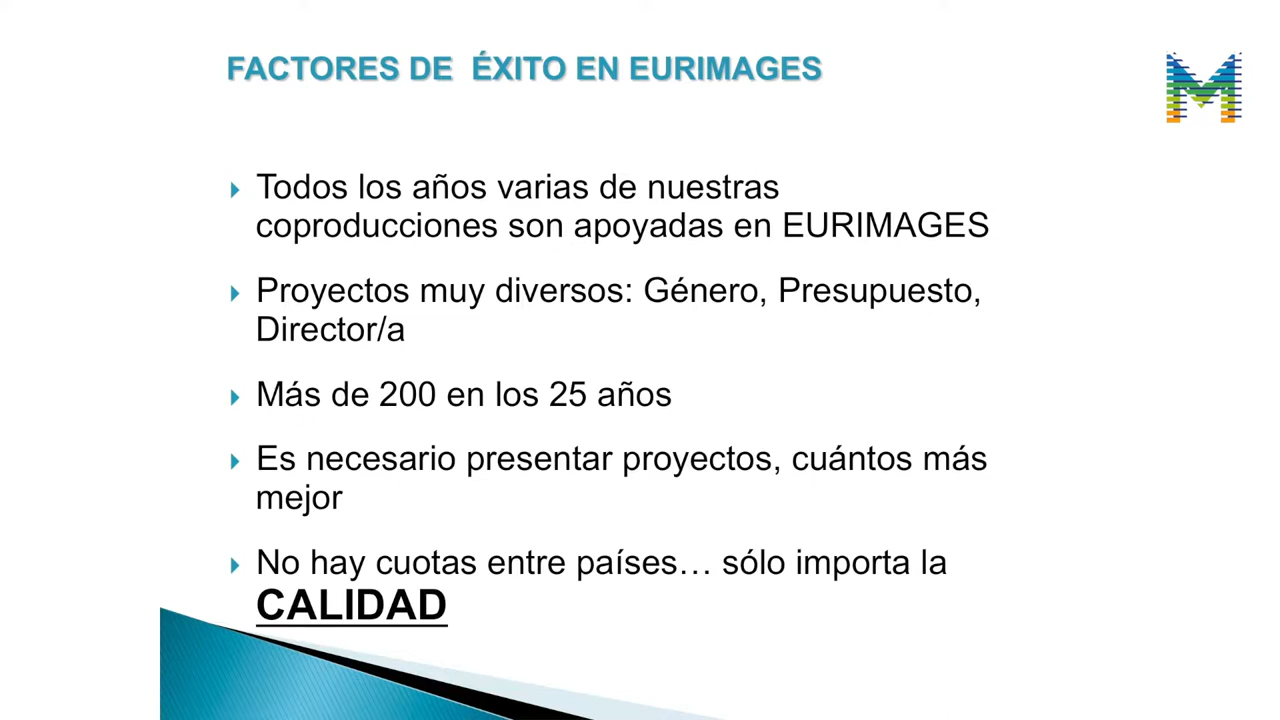 FACTORES DE ÉXITO EN EURIMAGES
Todos los años varias de nuestras
coproducciones son apoyadas en EURIMAGES
Proyectos muy diversos: Género, Presupuesto,
Director/a
Más de 200 en los 25 años
Es necesario presentar proyectos, cuántos más
mejor
No hay cuotas entre países… sólo importa la
CALIDAD